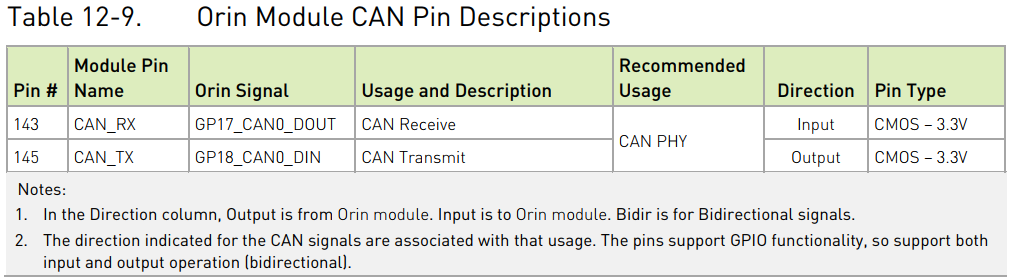 Table 12-9. Orin Module CAN Pin Descriptions
Pin # Module Pin Name Orin Signal Usage and Description Recommended Usage Direction Pin Type
143 CAN_RX GP17_CAN0_DOUT CAN Receive CAN PHY Input CMOS – 3.3V
145 CAN_TX GP18_CAN0_DIN CAN Transmit Output CMOS – 3.3V
Notes:
1. In the Direction column, Output is from Orin module. Input is to Orin module. Bidir is for Bidirectional signals.
2. The direction indicated for the CAN signals are associated with that usage. The pins support GPIO functionality, so support both
input and output operation (bidirectional).